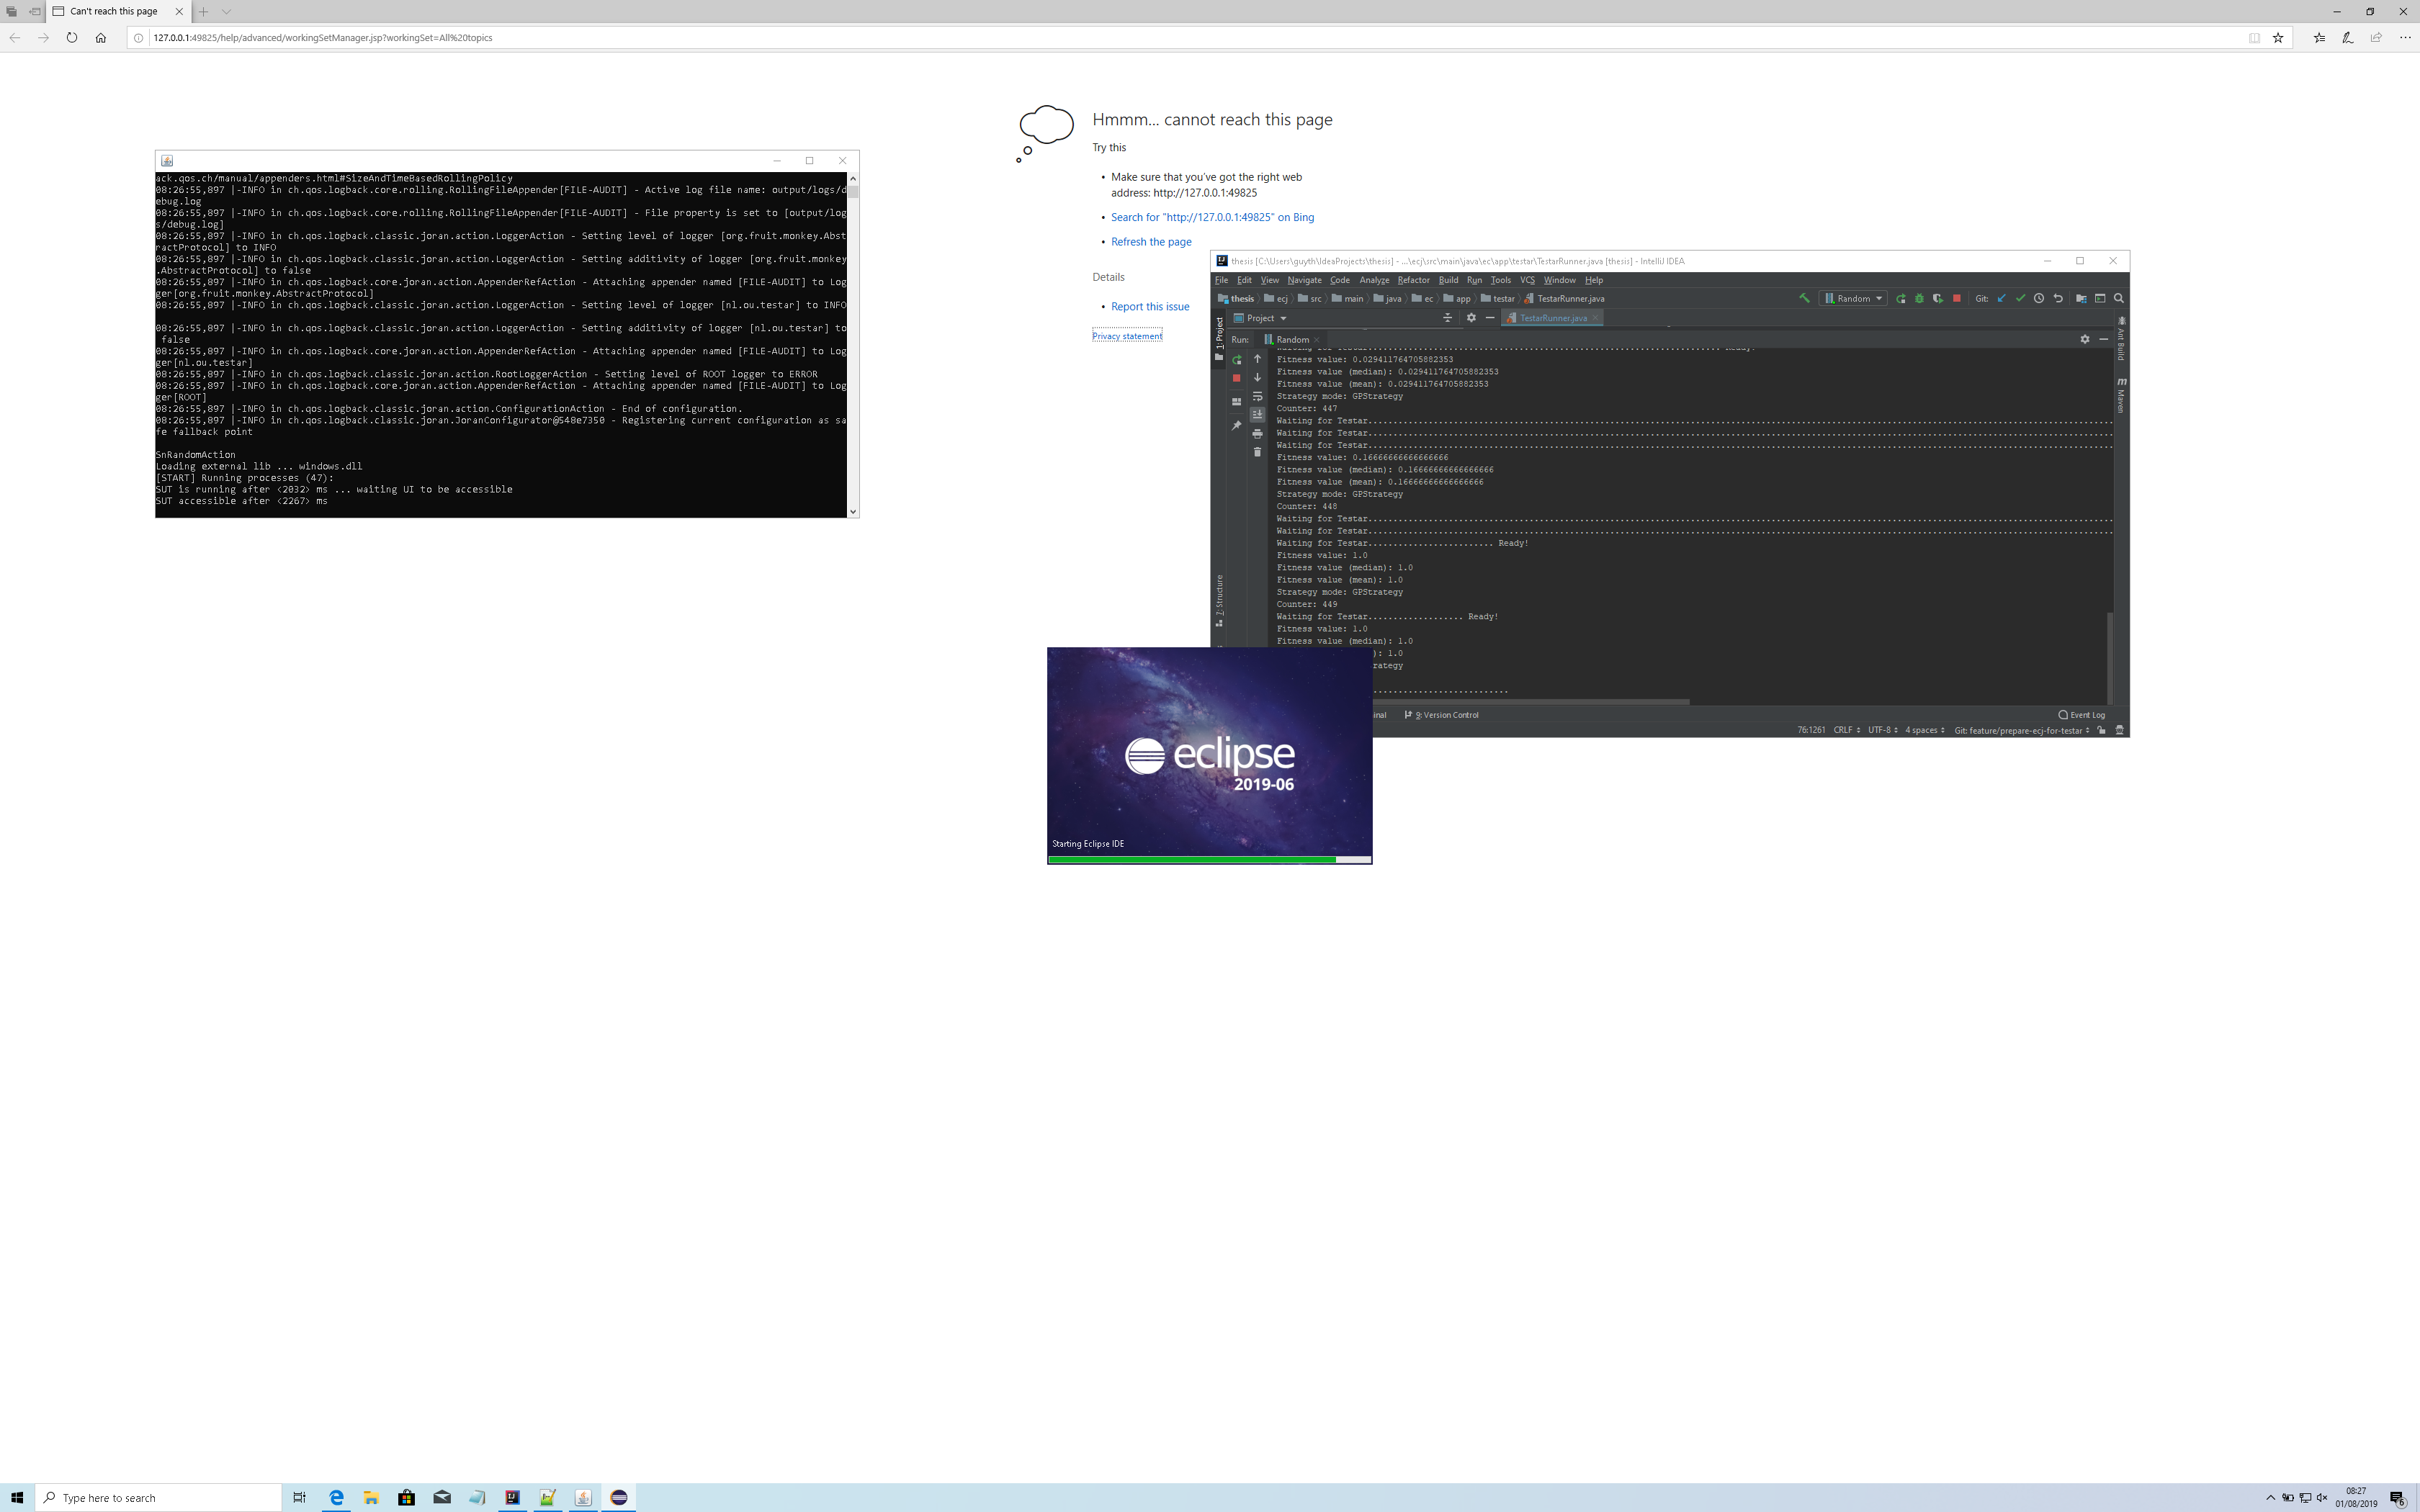 Can't reach this page
127.0.0.1:49825/help/advanced/workingSetManager.jsp?workingSet=All%20topics
Hmmm... cannot reach this page
Try this
• Make sure that you've got the right web
address: http://127.0.0.1:49825
• Search for "http://127.0.0.1:49825" on Bing
• Refresh the page
Details
• Report this issue
Privacy statement
ack.qos.ch/manual/appenders.html#SizeAndTimeBasedRollingPolicy
08:26:55,897 |-INFO in ch.qos.logback.core.rolling.RollingFileAppender[FILE-AUDIT] - Active log file name: output/logs/d
ebug.log
08:26:55,897 |-INFO in ch.qos.logback.core.rolling.RollingFileAppender[FILE-AUDIT] - File property is set to [output/log
s/debug.log]
08:26:55,897 |-INFO in ch.qos.logback.classic.joran.action.LoggerAction - Setting level of logger [org.fruit.monkey.Abst
ractProtocol] to INFO
08:26:55,897 |-INFO in ch.qos.logback.classic.joran.action.LoggerAction - Setting additivity of logger [org.fruit.monkey
.AbstractProtocol] to false
08:26:55,897 |-INFO in ch.qos.logback.core.joran.action.AppenderRefAction - Attaching appender named [FILE-AUDIT] to Log
ger[org.fruit.monkey.AbstractProtocol]
08:26:55,897 |-INFO in ch.qos.logback.classic.joran.action.LoggerAction - Setting level of logger [nl.ou.testar] to INFO
08:26:55,897 |-INFO in ch.qos.logback.classic.joran.action.LoggerAction - Setting additivity of logger [nl.ou.testar] to
false
08:26:55,897 |-INFO in ch.qos.logback.core.joran.action.AppenderRefAction - Attaching appender named [FILE-AUDIT] to Log
ger[nl.ou.testar]
08:26:55,897 |-INFO in ch.qos.logback.classic.joran.action.RootLoggerAction - Setting level of ROOT logger to ERROR
08:26:55,897 |-INFO in ch.qos.logback.core.joran.action.AppenderRefAction - Attaching appender named [FILE-AUDIT] to Log
ger[ROOT]
08:26:55,897 |-INFO in ch.qos.logback.classic.joran.action.ConfigurationAction - End of configuration.
08:26:55,897 |-INFO in ch.qos.logback.classic.joran.JoranConfigurator@548e7350 - Registering current configuration as sa
fe fallback point
SnRandomAction
Loading external lib ... windows.dll
[START] Running processes (47):
SUT is running after <2032> ms ... waiting UI to be accessible
SUT accessible after <2267> ms
thesis [C:\Users\guyth\IdeaProjects\thesis] - ...\ecj\src\main\java\ec\app\testar\TestarRunner.java [thesis] - IntelliJ IDEA
File Edit View Navigate Code Analyze Refactor Build Run Tools VCS Window Help
thesis ecj src main java ec app testar TestarRunner.java Random Git:
1: Project Project TestarRunner.java Ant Build
Run: Random
Maven
Fitness value: 0.029411764705882353
Fitness value (median): 0.029411764705882353
Fitness value (mean): 0.029411764705882353
Strategy mode: GPStrategy
Counter: 447
Waiting for Testar...
Waiting for Testar...
Waiting for Testar...
Fitness value: 0.16666666666666666
Fitness value (median): 0.16666666666666666
Fitness value (mean): 0.16666666666666666
Strategy mode: GPStrategy
Counter: 448
Waiting for Testar...
Waiting for Testar...
Waiting for Testar......................... Ready!
Fitness value: 1.0
Fitness value (median): 1.0
Fitness value (mean): 1.0
Strategy mode: GPStrategy
Counter: 449
Waiting for Testar................... Ready!
Fitness value: 1.0
Fitness value (median): 1.0
): 1.0
rategy
...........................
7: Structure
inal 9: Version Control Event Log
76:1261 CRLF UTF-8 4 spaces Git: feature/prepare-ecj-for-testar
eclipse
2019-06
Starting Eclipse IDE
Type here to search
08:27
01/08/2019
6